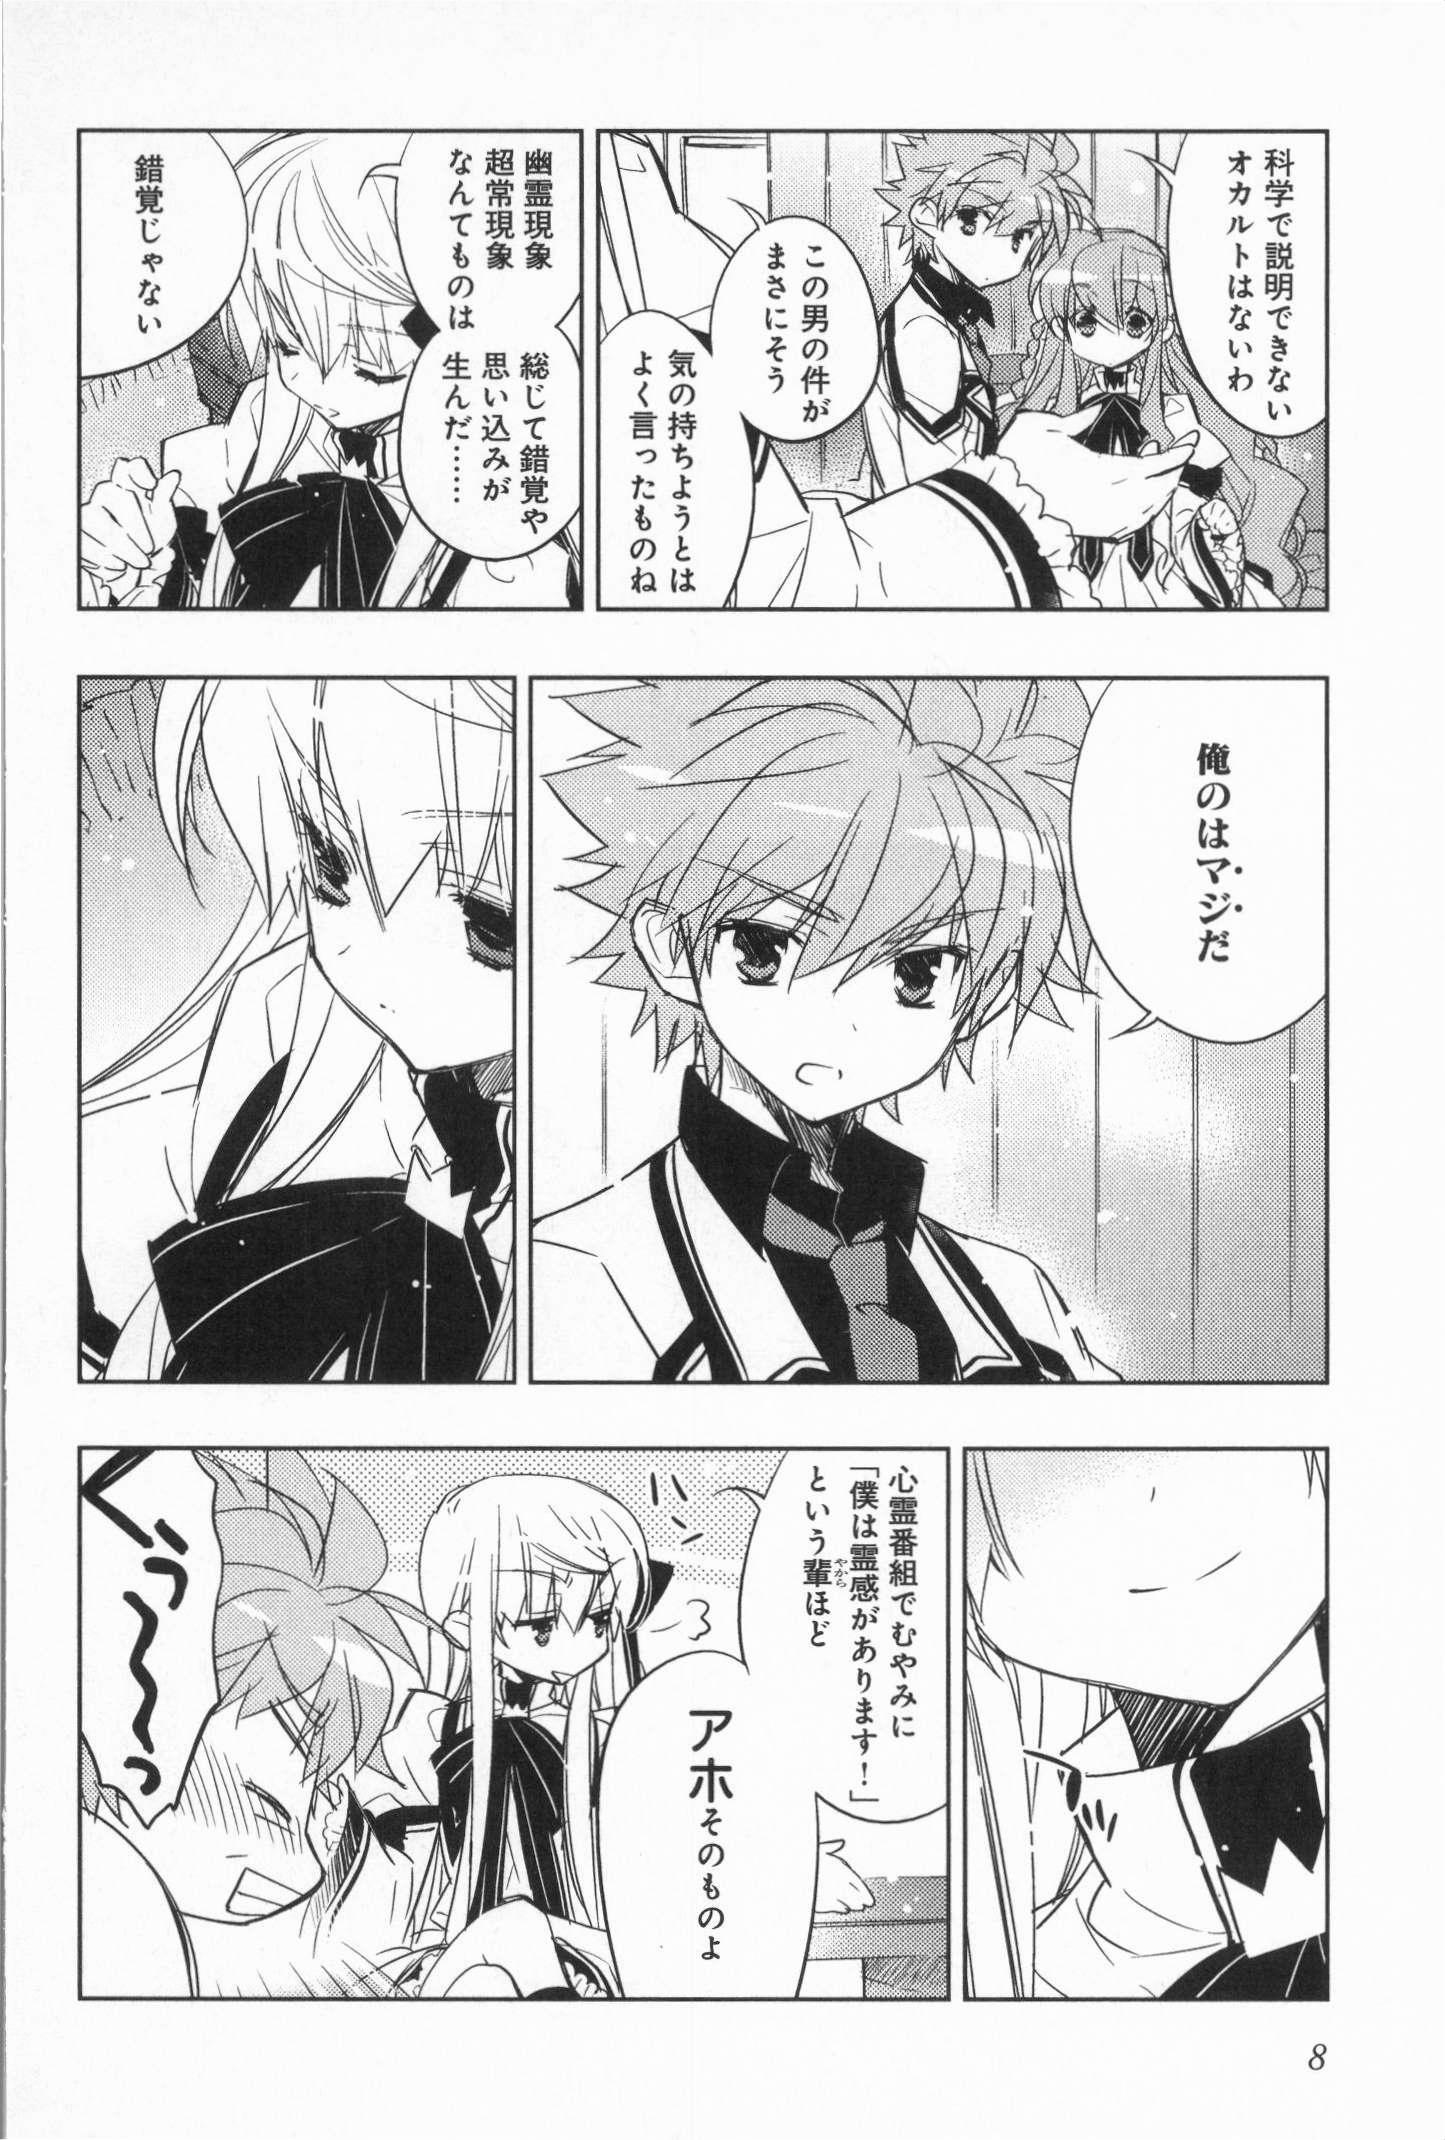 科学で説明できない
オカルトはないわ
この男の件が
まさにそう
気の持ちようとは
よく言ったものね
幽霊現象
超常現象
なんてものは
総じて錯覚や
思い込みが
生んだ……
錯覚じゃない
俺のはマジだ
心霊番組でむやみに
「僕は霊感があります！」
という輩ほど
やから
アホそのものよ
くっ〜〜っ
8